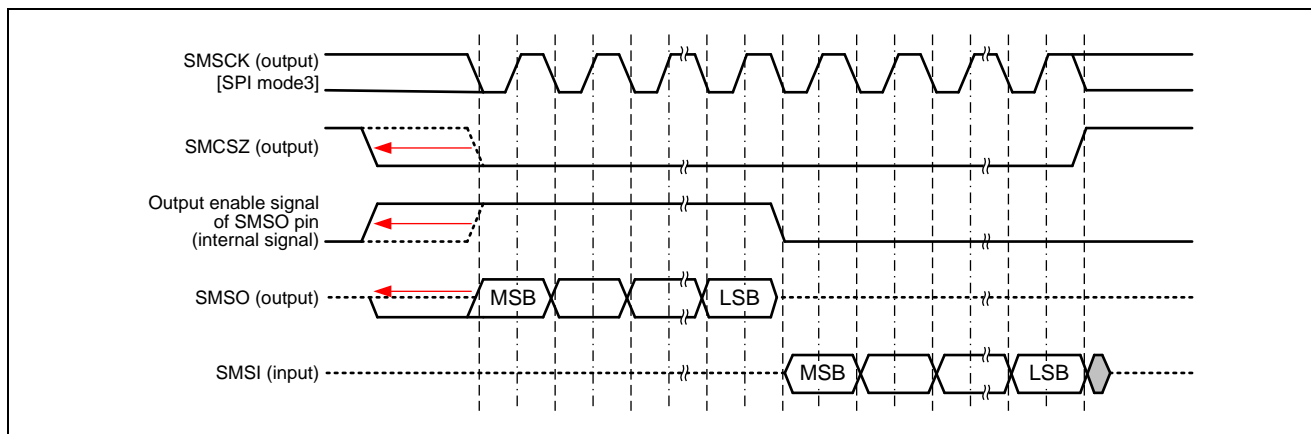 SMSCK (output)
[SPI mode3]
SMCSZ (output)
Output enable signal
of SMSO pin
(internal signal)
SMSO (output)
MSB
LSB
SMSI (input)
MSB
LSB